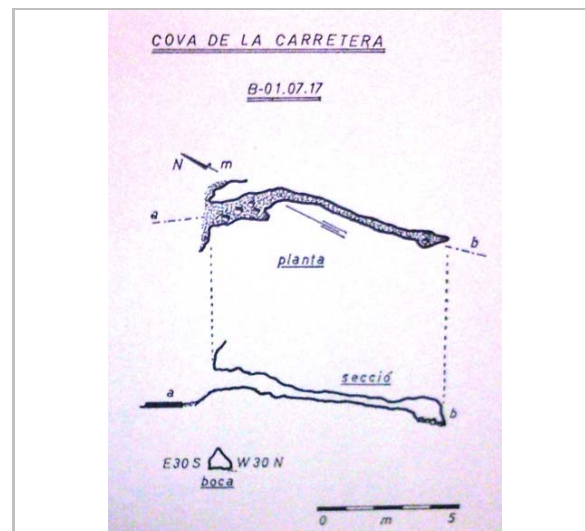 COVA DE LA CARRETERA
B-01.07.17
N m
a
b
planta
secció
a
b
E30S W30N
boca
0 m 5